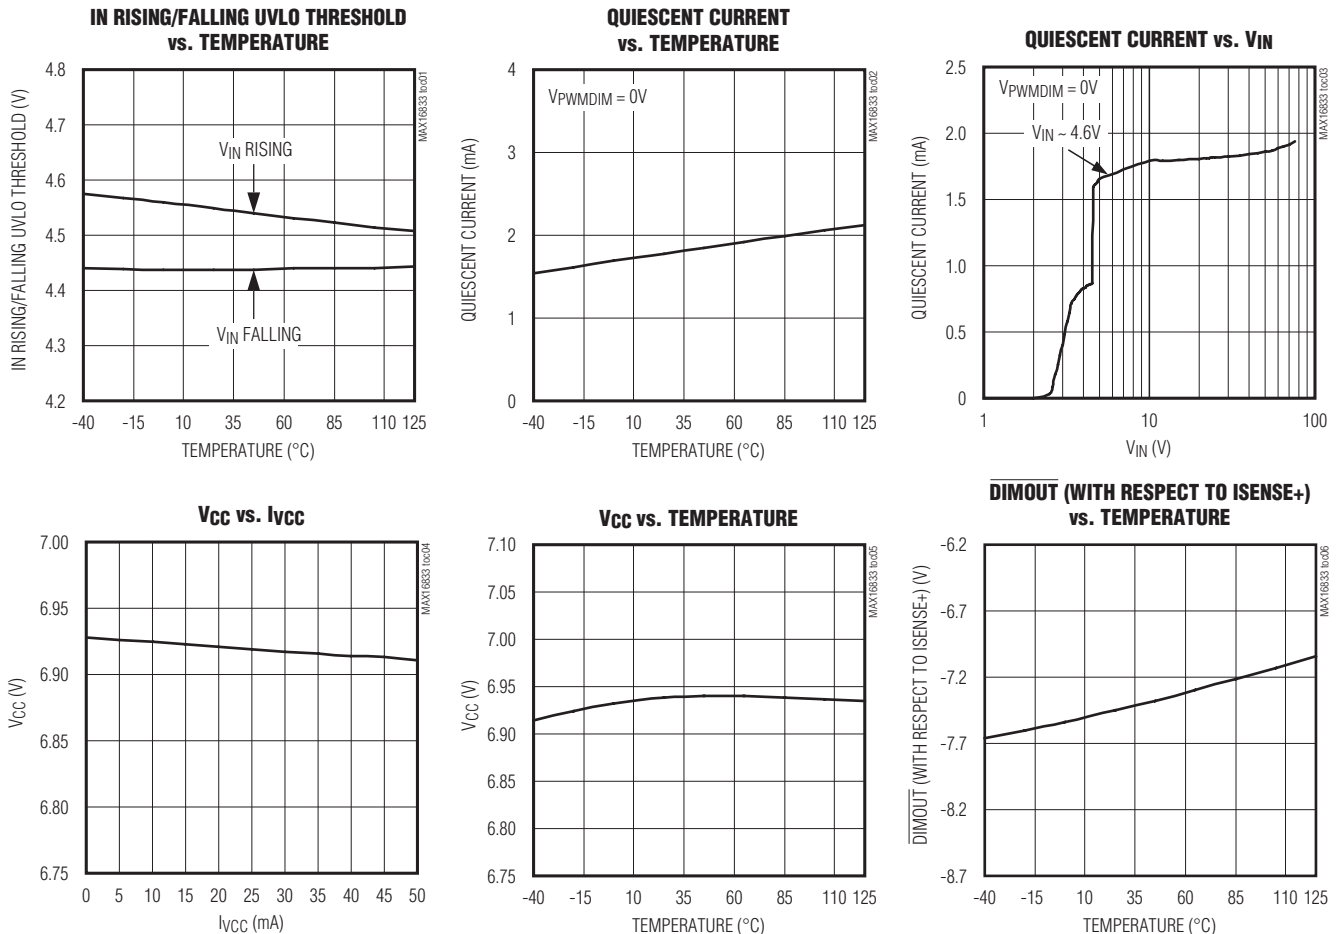 IN RISING/FALLING UVLO THRESHOLD
vs. TEMPERATURE
4.8
4.7
4.6
4.5
4.4
4.3
4.2
IN RISING/FALLING UVLO THRESHOLD (V)
VIN RISING
VIN FALLING
MAX16833 toc01
-40 -15 10 35 60 85 110 125
TEMPERATURE (°C)
QUIESCENT CURRENT
vs. TEMPERATURE
4
3
2
1
0
QUIESCENT CURRENT (mA)
VPWMDIM = 0V
MAX16833 toc02
-40 -15 10 35 60 85 110 125
TEMPERATURE (°C)
QUIESCENT CURRENT vs. VIN
2.5
2.0
1.5
1.0
0.5
0
QUIESCENT CURRENT (mA)
VPWMDIM = 0V
VIN ~ 4.6V
MAX16833 toc03
1 10 100
VIN (V)
VCC vs. IVCC
7.00
6.95
6.90
6.85
6.80
6.75
VCC (V)
MAX16833 toc04
0 5 10 15 20 25 30 35 40 45 50
IVCC (mA)
VCC vs. TEMPERATURE
7.10
7.05
7.00
6.95
6.90
6.85
6.80
6.75
VCC (V)
MAX16833 toc05
-40 -15 10 35 60 85 110 125
TEMPERATURE (°C)
DIMOUT (WITH RESPECT TO ISENSE+)
vs. TEMPERATURE
-6.2
-6.7
-7.2
-7.7
-8.2
-8.7
DIMOUT (WITH RESPECT TO ISENSE+) (V)
MAX16833 toc06
-40 -15 10 35 60 85 110 125
TEMPERATURE (°C)